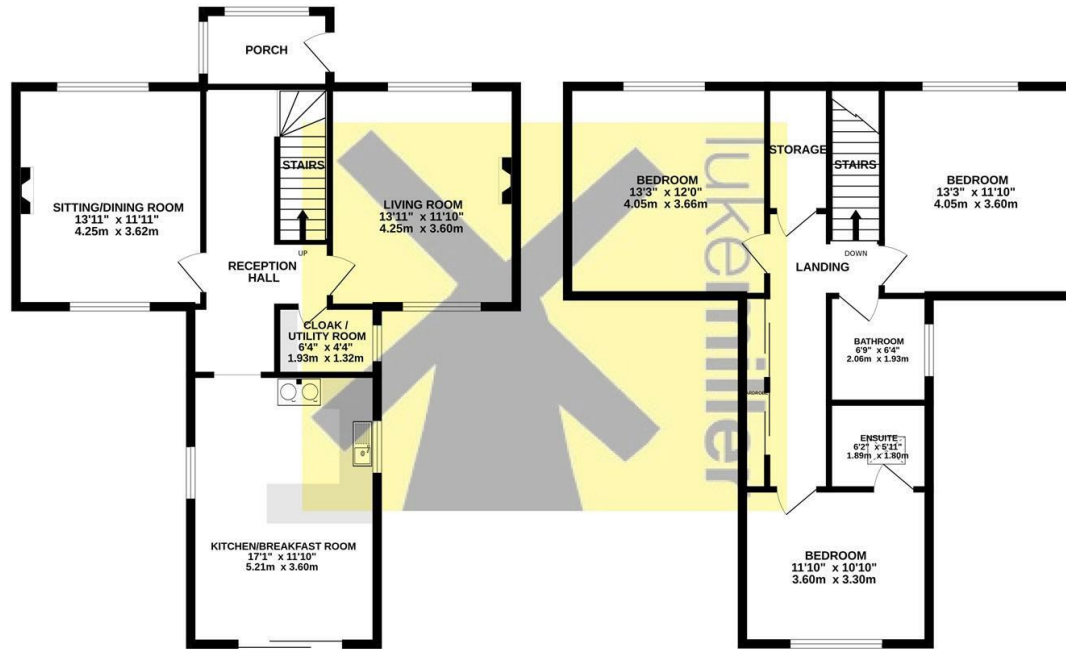 PORCH
SITTING/DINING ROOM
13'11" x 11'11"
4.25m x 3.62m
STAIRS
UP
RECEPTION
HALL
LIVING ROOM
13'11" x 11'10"
4.25m x 3.60m
CLOAK /
UTILITY ROOM
6'4" x 4'4"
1.93m x 1.32m
KITCHEN/BREAKFAST ROOM
17'1" x 11'10"
5.21m x 3.60m
BEDROOM
13'3" x 12'0"
4.05m x 3.66m
STORAGE
STAIRS
DOWN
LANDING
BEDROOM
13'3" x 11'10"
4.05m x 3.60m
BATHROOM
6'9" x 6'4"
2.06m x 1.93m
ENSUITE
6'2" x 5'11"
1.89m x 1.80m
BEDROOM
11'10" x 10'10"
3.60m x 3.30m
lukemiller